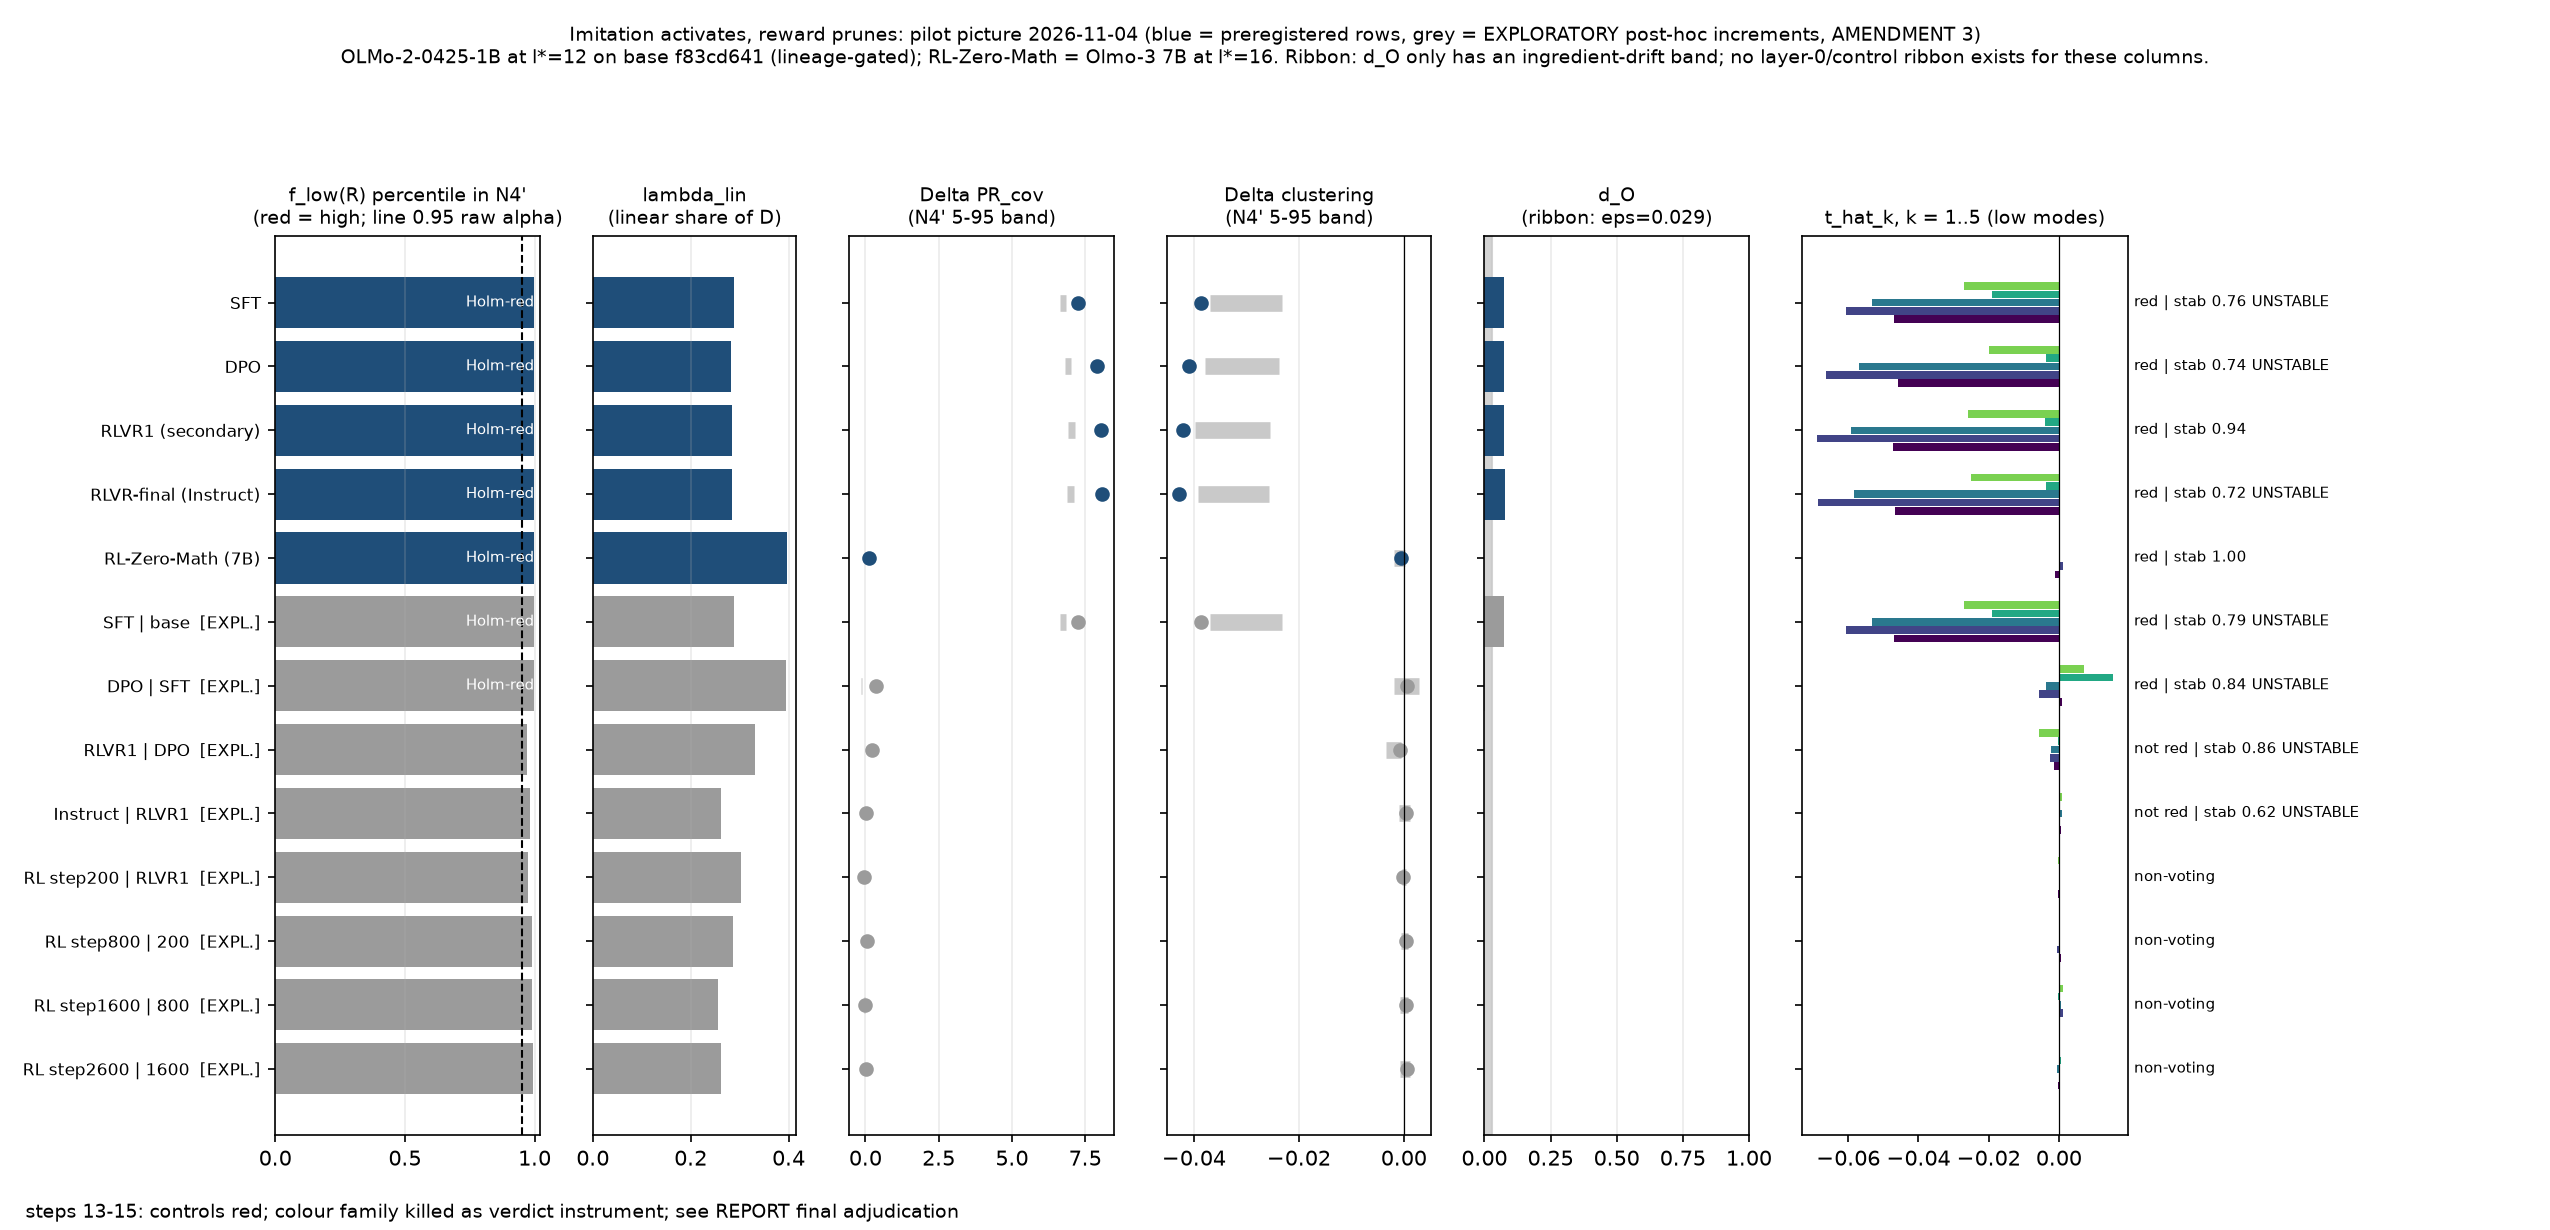 Imitation activates, reward prunes: pilot picture 2026-11-04 (blue = preregistered rows, grey = EXPLORATORY post-hoc increments, AMENDMENT 3)
OLMo-2-0425-1B at l*=12 on base f83cd641 (lineage-gated); RL-Zero-Math = Olmo-3 7B at l*=16. Ribbon: d_O only has an ingredient-drift band; no layer-0/control ribbon exists for these columns.
f_low(R) percentile in N4'
(red = high; line 0.95 raw alpha)
lambda_lin
(linear share of D)
Delta PR_cov
(N4' 5-95 band)
Delta clustering
(N4' 5-95 band)
d_O
(ribbon: eps=0.029)
t_hat_k, k = 1..5 (low modes)
SFT
Holm-red
red | stab 0.76 UNSTABLE
DPO
Holm-red
red | stab 0.74 UNSTABLE
RLVR1 (secondary)
Holm-red
red | stab 0.94
RLVR-final (Instruct)
Holm-red
red | stab 0.72 UNSTABLE
RL-Zero-Math (7B)
Holm-red
red | stab 1.00
SFT | base [EXPL.]
Holm-red
red | stab 0.79 UNSTABLE
DPO | SFT [EXPL.]
Holm-red
red | stab 0.84 UNSTABLE
RLVR1 | DPO [EXPL.]
not red | stab 0.86 UNSTABLE
Instruct | RLVR1 [EXPL.]
not red | stab 0.62 UNSTABLE
RL step200 | RLVR1 [EXPL.]
non-voting
RL step800 | 200 [EXPL.]
non-voting
RL step1600 | 800 [EXPL.]
non-voting
RL step2600 | 1600 [EXPL.]
non-voting
0.0 0.5 1.0
0.0 0.2 0.4
0.0 2.5 5.0 7.5
−0.04 −0.02 0.00
0.00 0.25 0.50 0.75 1.00
−0.06 −0.04 −0.02 0.00
steps 13-15: controls red; colour family killed as verdict instrument; see REPORT final adjudication